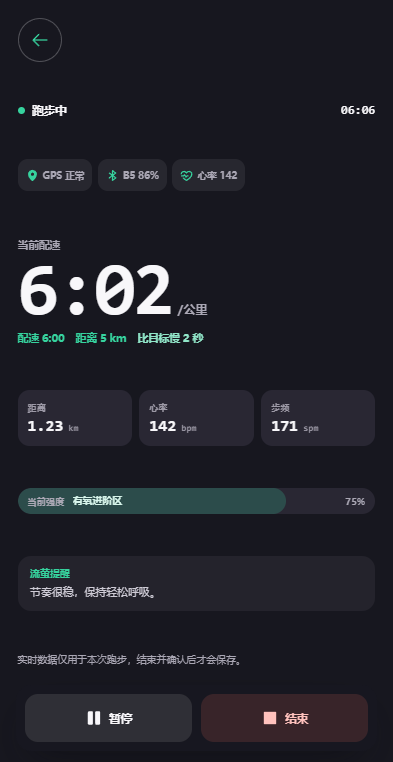 跑步中 06:06
GPS 正常 B5 86% 心率 142
当前配速
6:02 /公里
配速 6:00 距离 5 km 比目标慢 2 秒
距离 心率 步频
1.23 km 142 bpm 171 spm
当前强度 有氧进阶区 75%
流萤提醒
节奏很稳，保持轻松呼吸。
实时数据仅用于本次跑步，结束并确认后才会保存。
暂停 结束